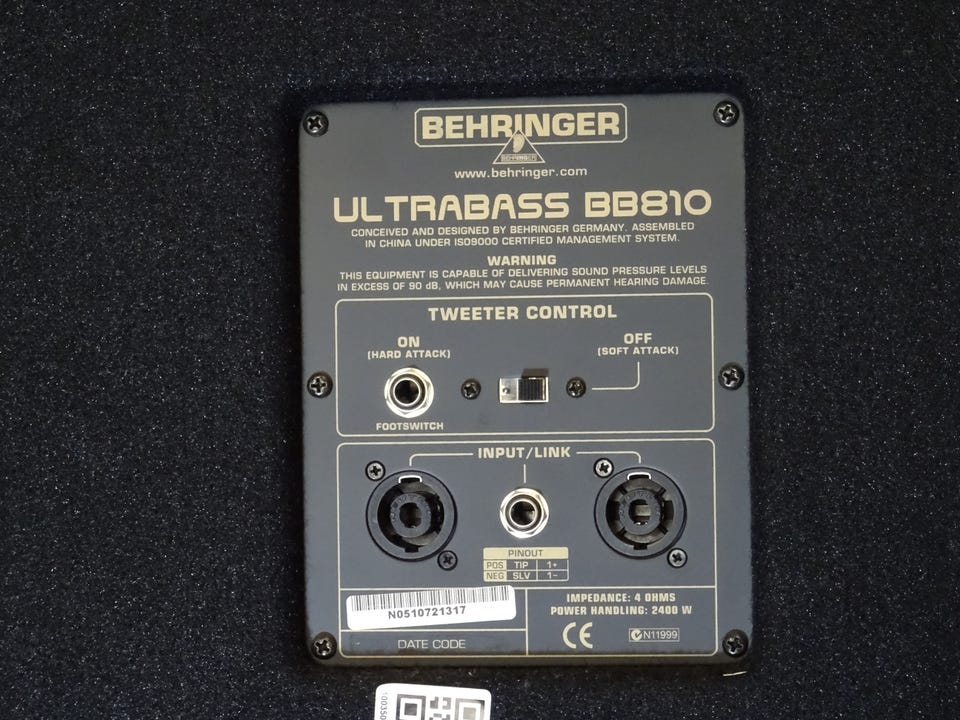 BEHRINGER
BEHRINGER
www.behringer.com
ULTRABASS BB810
CONCEIVED AND DESIGNED BY BEHRINGER GERMANY. ASSEMBLED
IN CHINA UNDER ISO9000 CERTIFIED MANAGEMENT SYSTEM.
WARNING
THIS EQUIPMENT IS CAPABLE OF DELIVERING SOUND PRESSURE LEVELS
IN EXCESS OF 90 dB, WHICH MAY CAUSE PERMANENT HEARING DAMAGE.
TWEETER CONTROL
ON
(HARD ATTACK)
OFF
(SOFT ATTACK)
FOOTSWITCH
INPUT/LINK
PINOUT
POS TIP 1+
NEG SLV 1-
N0510721317
DATE CODE
IMPEDANCE: 4 OHMS
POWER HANDLING: 2400 W
CE
N11999